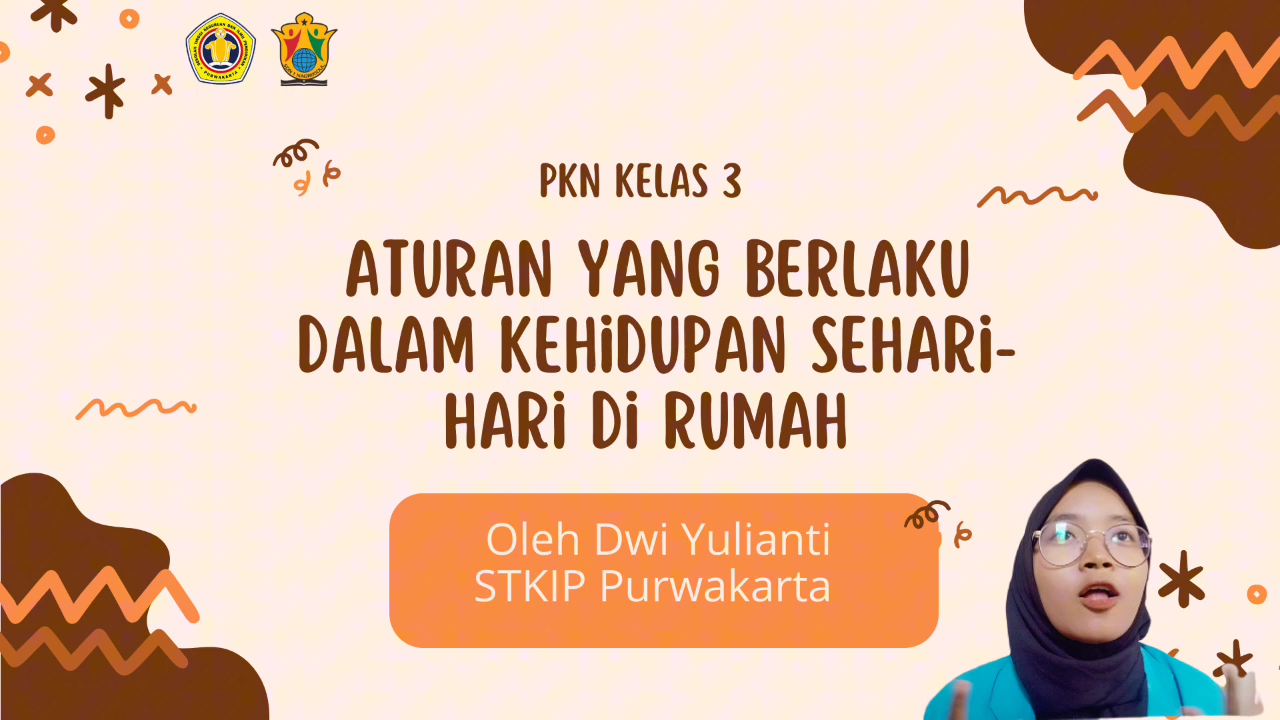 PKN KELAS 3
ATURAN YANG BERLAKU
DALAM KEHiDUPAN SEHARi-
HARi Di RUMAH
Oleh Dwi Yulianti
STKIP Purwakarta